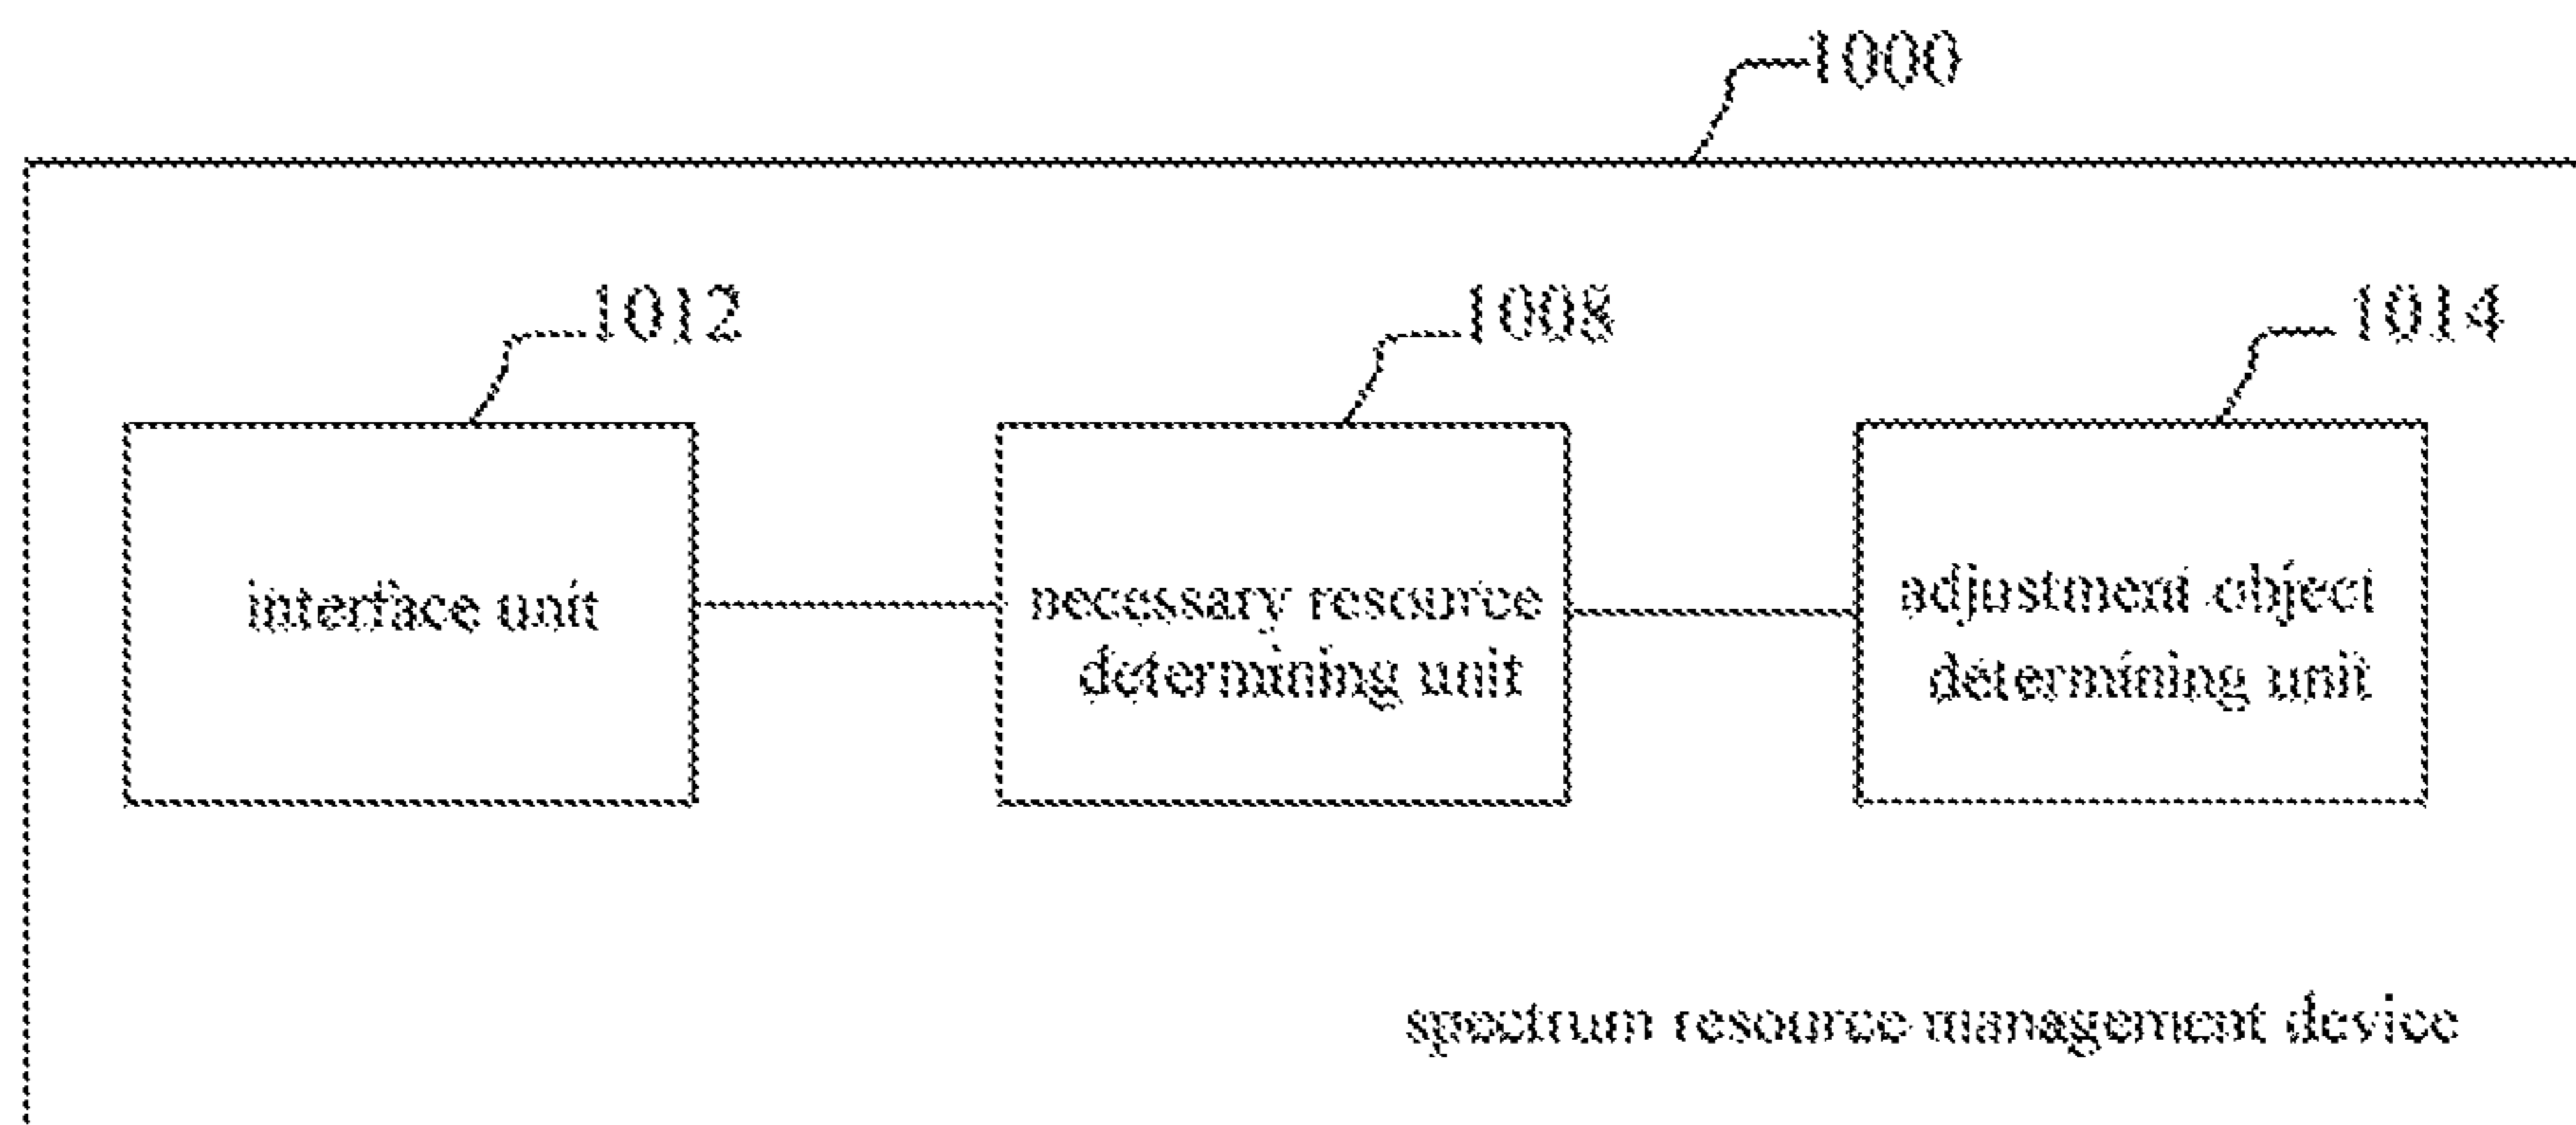 1000
1012
1008
1014
interface unit
necessary resource
determining unit
adjustment object
determining unit
spectrum resource management device